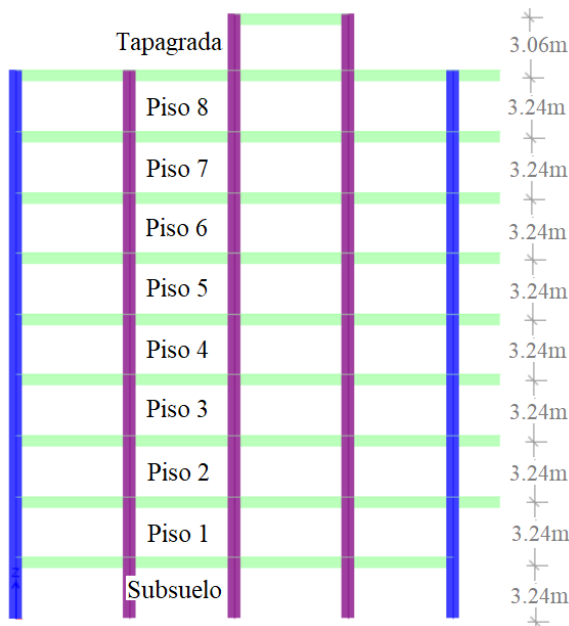 Tapagrada
3.06m
Piso 8
3.24m
Piso 7
3.24m
Piso 6
3.24m
Piso 5
3.24m
Piso 4
3.24m
Piso 3
3.24m
Piso 2
3.24m
Piso 1
3.24m
Z
Subsuelo
3.24m